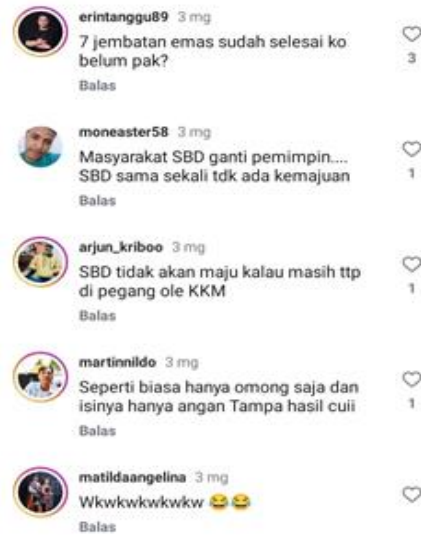 erintanggu89 3 mg
7 jembatan emas sudah selesai ko
belum pak?
3
Balas
moneaster58 3 mg
Masyarakat SBD ganti pemimpin....
SBD sama sekali tdk ada kemajuan
1
Balas
arjun_kriboo 3 mg
SBD tidak akan maju kalau masih ttp
di pegang ole KKM
1
Balas
martinnildo 3 mg
Seperti biasa hanya omong saja dan
isinya hanya angan Tampa hasil cuii
1
Balas
matildaangelina 3 mg
Wkwkwkwkwkw 😂😂
Balas